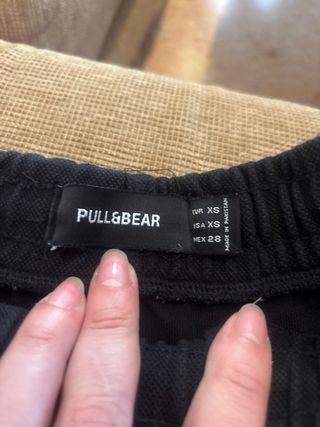 PULL&BEAR
EUR XS
USA XS
MEX 28
MADE IN PAKISTAN